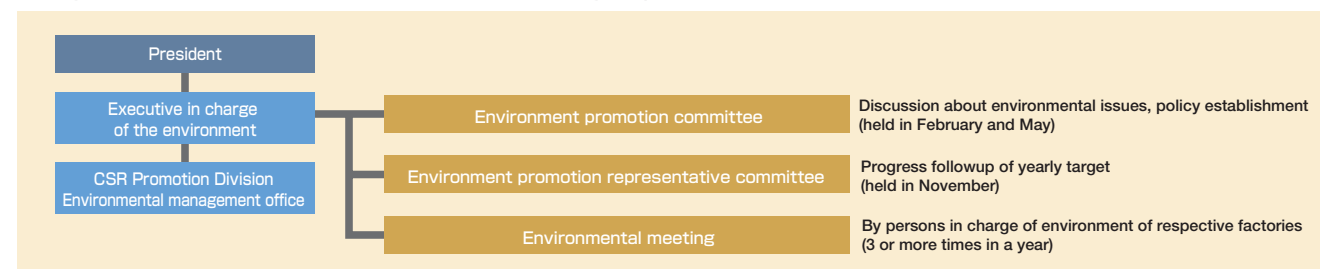 President
Executive in charge
of the environment
CSR Promotion Division
Environmental management office
Environment promotion committee
Discussion about environmental issues, policy establishment
(held in February and May)
Environment promotion representative committee
Progress followup of yearly target
(held in November)
Environmental meeting
By persons in charge of environment of respective factories
(3 or more times in a year)